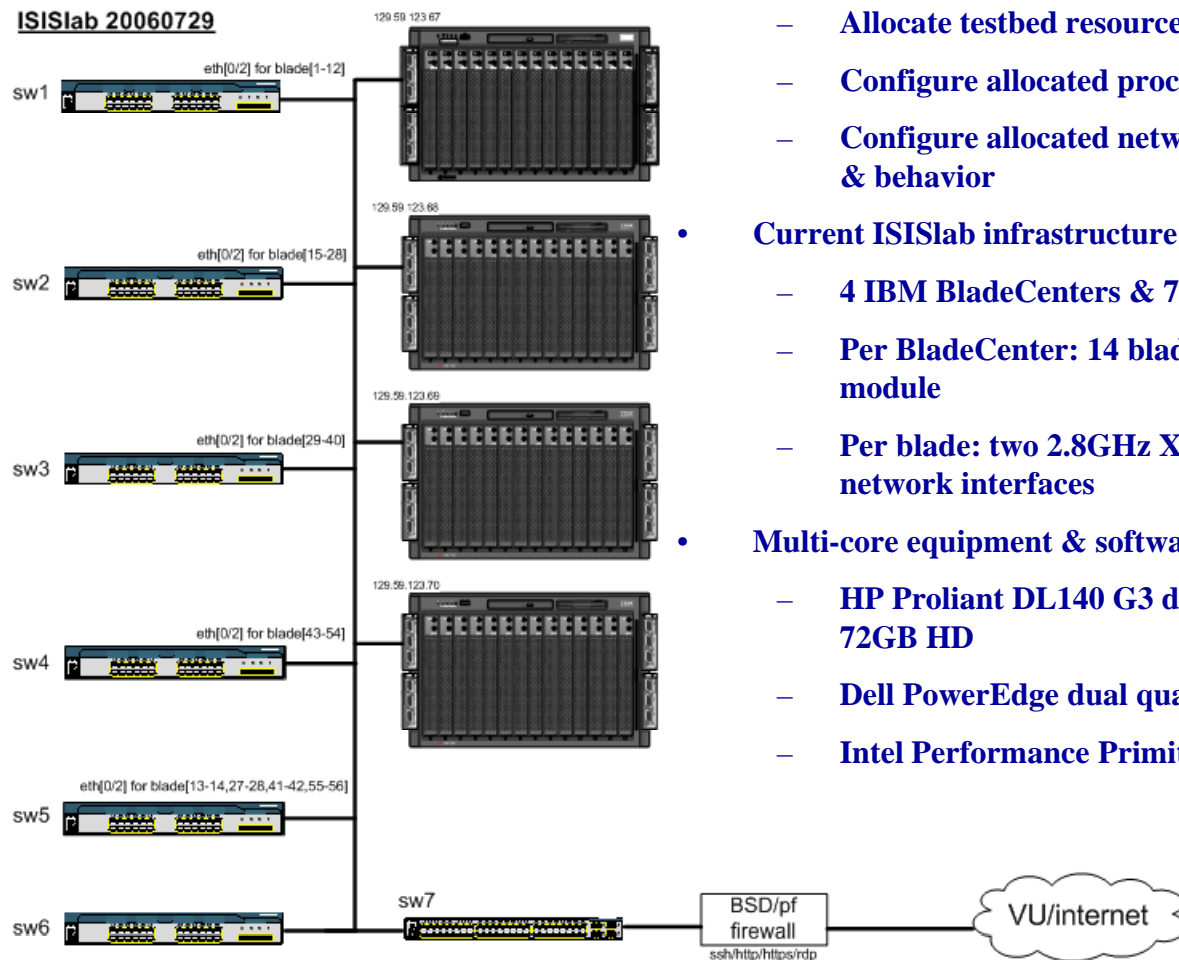 ISISlab 20060729
129.59.123.67
eth[0/2] for blade[1-12]
sw1
129.59.123.68
eth[0/2] for blade[15-28]
sw2
129.59.123.69
eth[0/2] for blade[29-40]
sw3
129.59.123.70
eth[0/2] for blade[43-54]
sw4
eth[0/2] for blade[13-14,27-28,41-42,55-56]
sw5
sw6
sw7
BSD/pf
firewall
ssh/http/https/rdp
VU/internet
– Allocate testbed resource
– Configure allocated proc
– Configure allocated netw
& behavior
• Current ISISlab infrastructure
– 4 IBM BladeCenters & 7
– Per BladeCenter: 14 blad
module
– Per blade: two 2.8GHz X
network interfaces
• Multi-core equipment & softwa
– HP Proliant DL140 G3 d
72GB HD
– Dell PowerEdge dual qua
– Intel Performance Primit